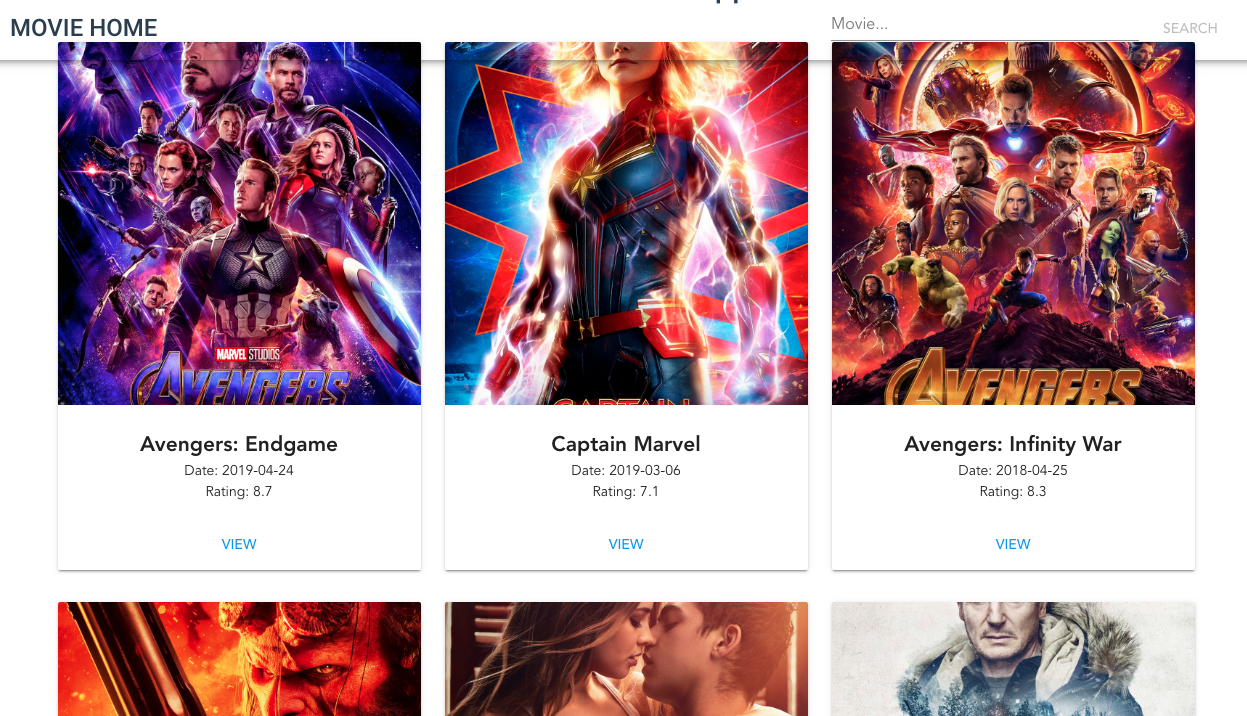 MOVIE HOME
Movie...
SEARCH
MARVEL STUDIOS
AVENGERS
CAPTAIN
AVENGERS
Avengers: Endgame
Date: 2019-04-24
Rating: 8.7
VIEW
Captain Marvel
Date: 2019-03-06
Rating: 7.1
VIEW
Avengers: Infinity War
Date: 2018-04-25
Rating: 8.3
VIEW